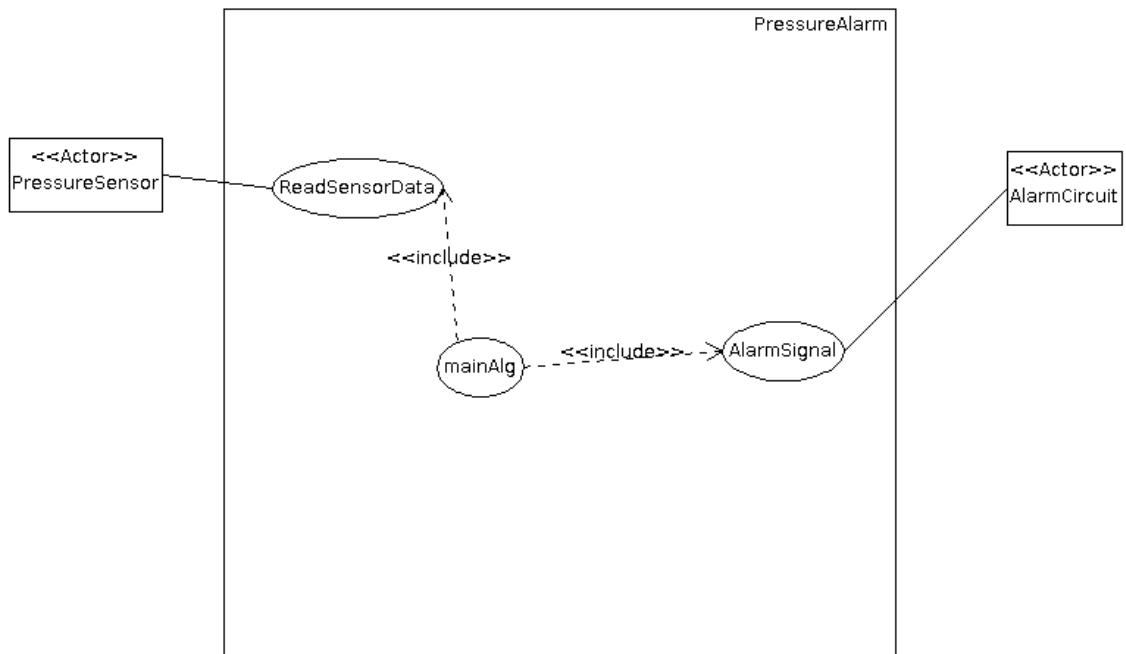 PressureAlarm
<<Actor>>
PressureSensor
ReadSensorData
<<Actor>>
AlarmCircuit
<<include>>
mainAlg
<<include>>
AlarmSignal